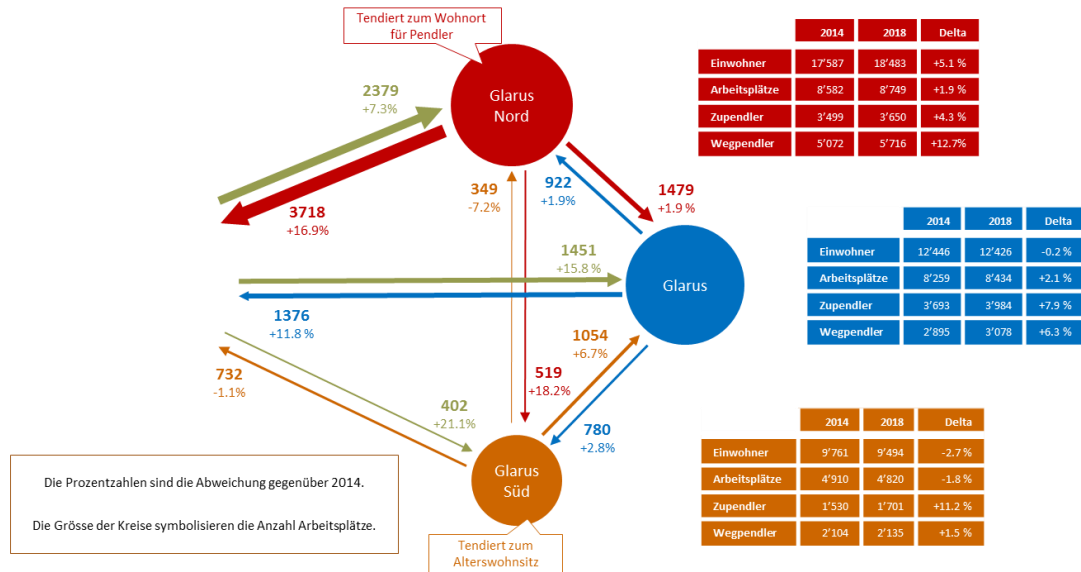 Tendiert zum Wohnort
für Pendler
Glarus
Nord
2379
+7.3%
3718
+16.9%
349
-7.2%
922
+1.9%
1479
+1.9 %
1451
+15.8 %
Glarus
1376
+11.8 %
1054
+6.7%
732
-1.1%
519
+18.2%
402
+21.1%
780
+2.8%
Glarus
Süd
Tendiert zum
Alterswohnsitz
Die Prozentzahlen sind die Abweichung gegenüber 2014.
Die Grösse der Kreise symbolisieren die Anzahl Arbeitsplätze.
2014 2018 Delta
Einwohner 17'587 18'483 +5.1 %
Arbeitsplätze 8'582 8'749 +1.9 %
Zupendler 3'499 3'650 +4.3 %
Wegpendler 5'072 5'716 +12.7%
2014 2018 Delta
Einwohner 12'446 12'426 -0.2 %
Arbeitsplätze 8'259 8'434 +2.1 %
Zupendler 3'693 3'984 +7.9 %
Wegpendler 2'895 3'078 +6.3 %
2014 2018 Delta
Einwohner 9'761 9'494 -2.7 %
Arbeitsplätze 4'910 4'820 -1.8 %
Zupendler 1'530 1'701 +11.2 %
Wegpendler 2'104 2'135 +1.5 %